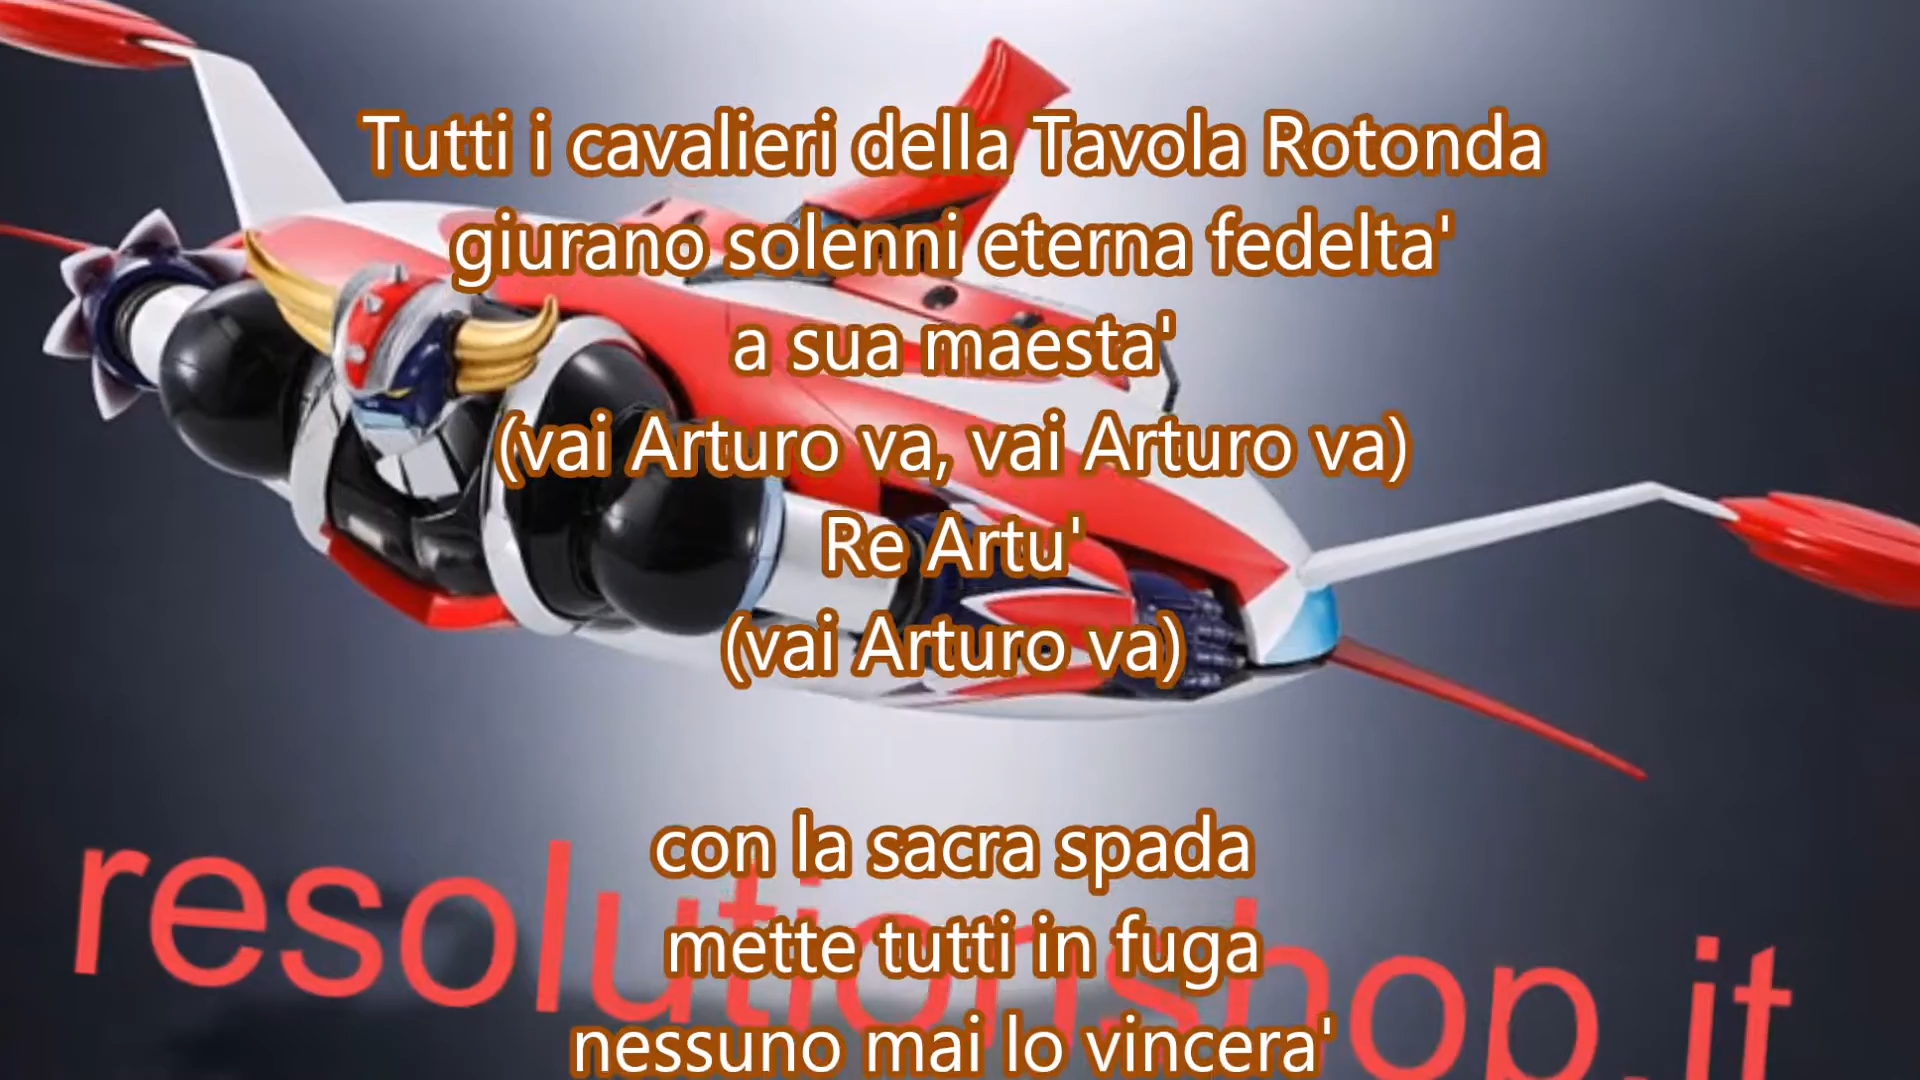 Tutti i cavalieri della Tavola Rotonda
giurano solenni eterna fedelta'
a sua maesta'
(vai Arturo va, vai Arturo va)
Re Artu'
(vai Arturo va)
con la sacra spada
mette tutti in fuga
nessuno mai lo vincera'
resolutionshop.it